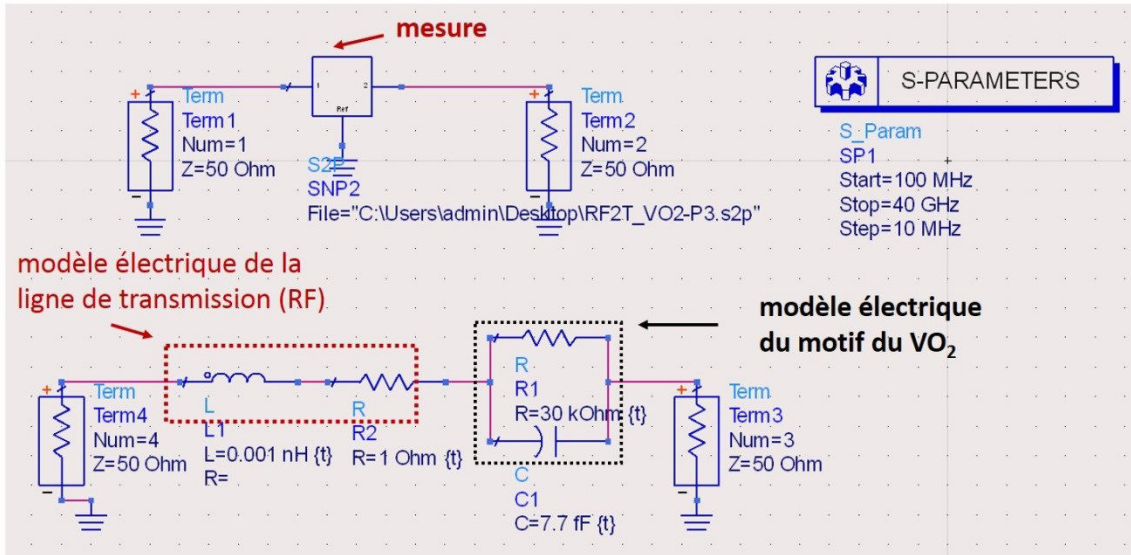 mesure
Term
Term1
Num=1
Z=50 Ohm
1
2
Ref
S2P
SNP2
File="C:\Users\admin\Desktop\RF2T_VO2-P3.s2p"
Term
Term2
Num=2
Z=50 Ohm
S-PARAMETERS
S_Param
SP1
Start=100 MHz
Stop=40 GHz
Step=10 MHz
modèle électrique de la
ligne de transmission (RF)
modèle électrique
du motif du VO2
Term
Term4
Num=4
Z=50 Ohm
L
L1
L=0.001 nH {t}
R=
R
R2
R=1 Ohm {t}
R
R1
R=30 kOhm {t}
C
C1
C=7.7 fF {t}
Term
Term3
Num=3
Z=50 Ohm